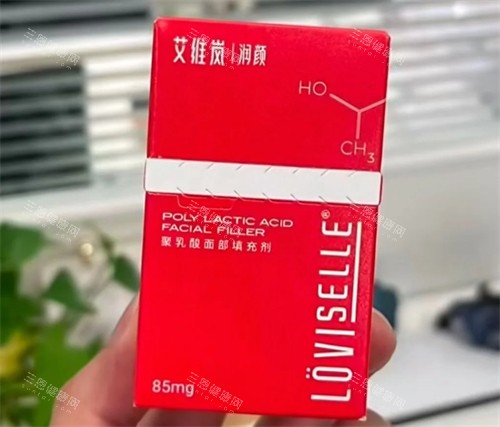 艾维岚|润颜
HO
CH3
POLY LACTIC ACID
FACIAL FILLER
聚乳酸面部填充剂
LÖVISELLE®
85mg